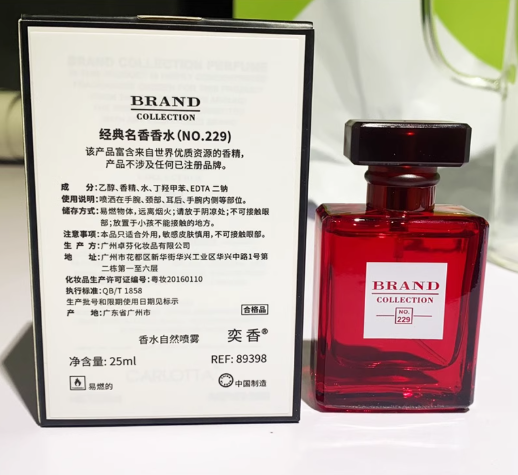 BRAND
COLLECTION
经典名香香水(NO.229)
该产品富含来自世界优质资源的香精,
产品不涉及任何已注册品牌。
成 分:乙醇、香精、水、丁羟甲苯、EDTA 二钠
使用说明:喷洒在手腕、颈部、耳后、手腕内侧等部位。
储存方式:易燃物体,远离烟火;请放于阴凉处;不可接触眼
部;放置于小孩不能接触的地方。
注意事项:本品只适合外用,敏感皮肤慎用,不可接触眼部。
生 产 方:广州卓芬化妆品有限公司
地 址:广州市花都区新华街华兴工业区华兴中路1号第
二栋第一至六层
化妆品生产许可证编号:粤妆20160110
执行标准:QB/T 1858
生产批号和限期使用日期见标示
产 地:广东省广州市
合格品
香水自然喷雾
奕香®
净含量: 25ml
REF: 89398
易燃的
中国制造
BRAND
COLLECTION
NO.
229